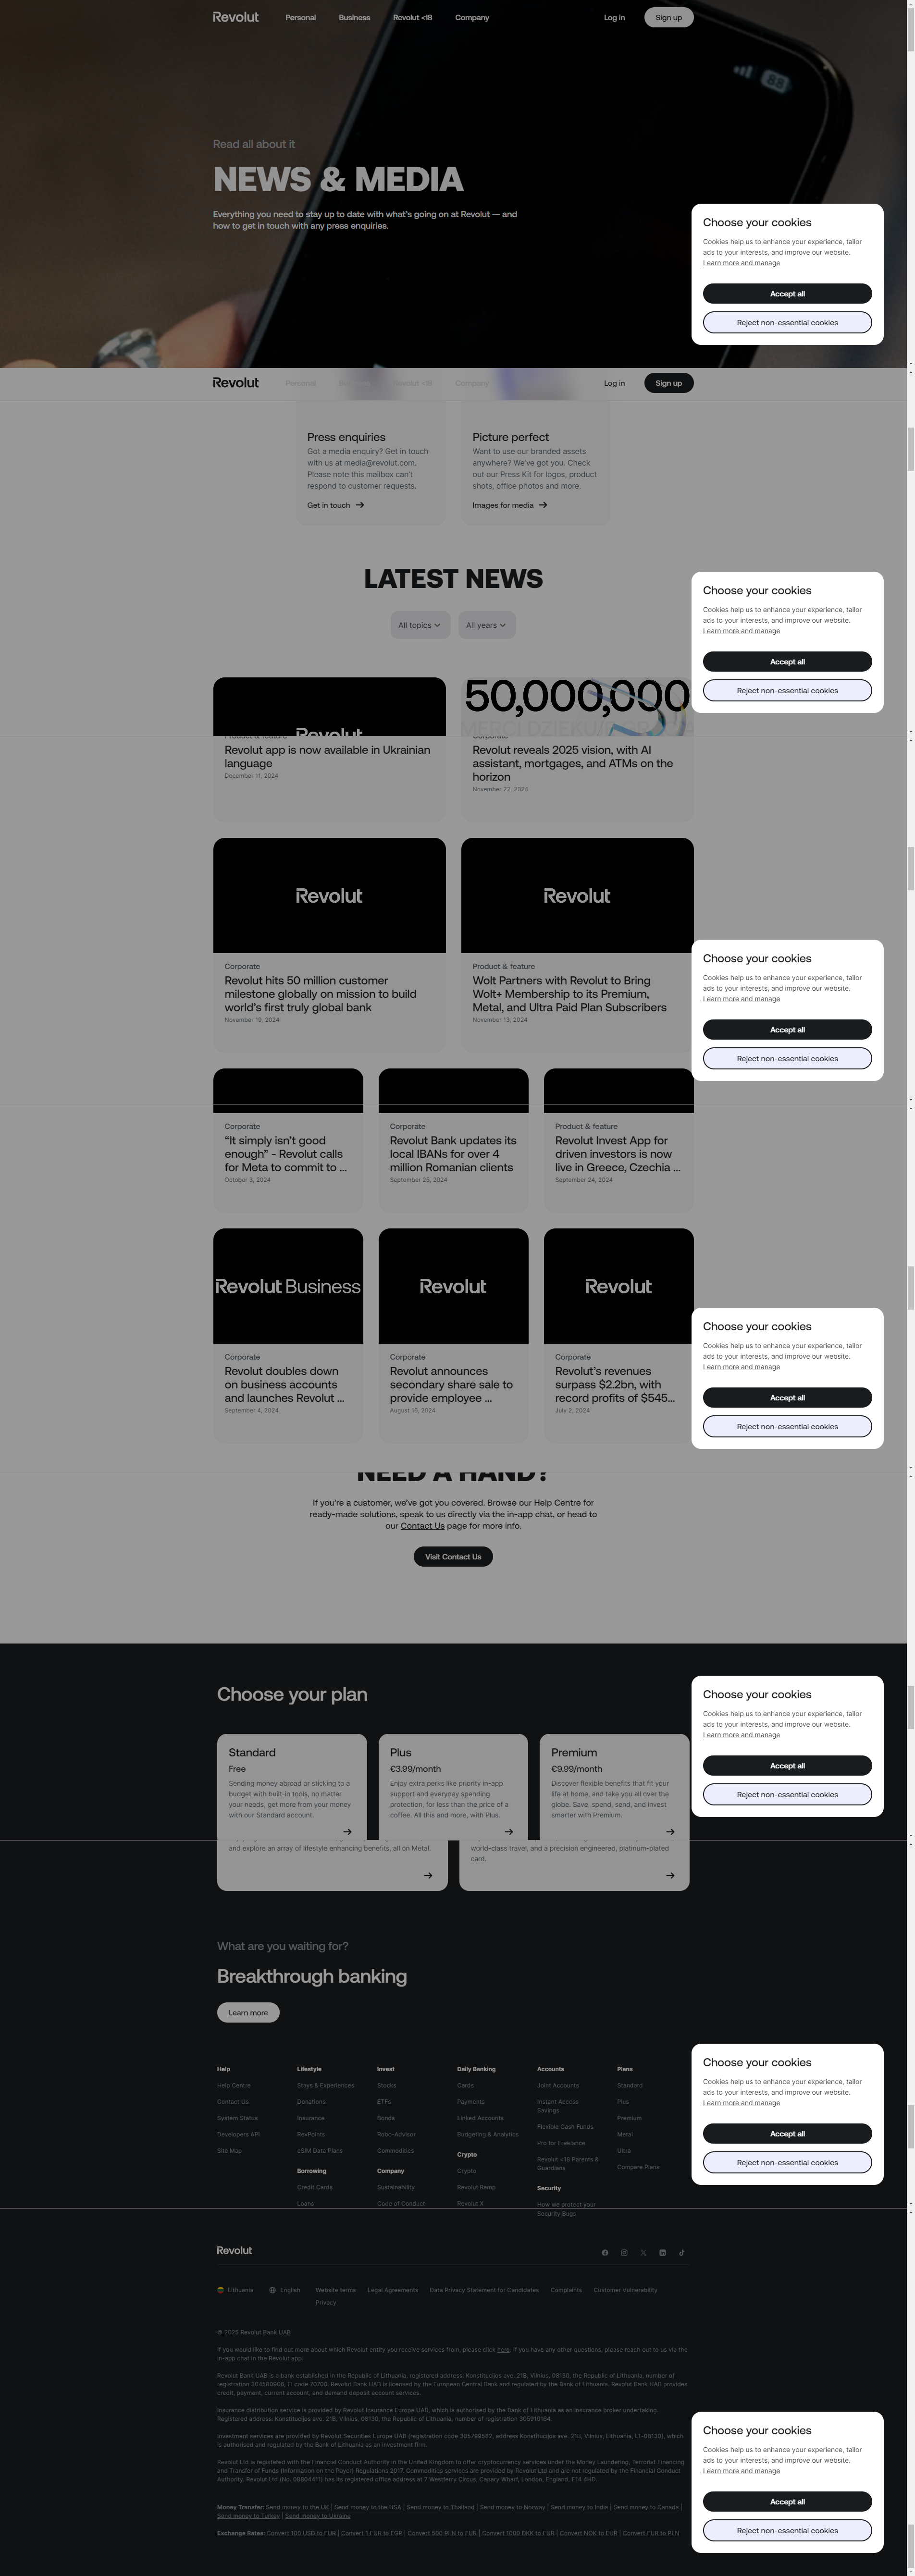 Revolut
Personal
Business
Revolut <18
Company
Log in
Sign up
Read all about it
NEWS & MEDIA
Everything you need to stay up to date with what's going on at Revolut — and
how to get in touch with any press enquiries.
Choose your cookies
Cookies help us to enhance your experience, tailor
ads to your interests, and improve our website.
Learn more and manage
Accept all
Reject non-essential cookies
Revolut
Personal
Company
Log in
Sign up
Press enquiries
Got a media enquiry? Get in touch
with us at media@revolut.com.
Please note this mailbox can't
respond to customer requests.
Get in touch
Picture perfect
Want to use our branded assets
anywhere? We've got you. Check
out our Press Kit for logos, product
shots, office photos and more.
Images for media
LATEST NEWS
All topics
All years
Choose your cookies
Cookies help us to enhance your experience, tailor
ads to your interests, and improve our website.
Learn more and manage
Accept all
Reject non-essential cookies
Revolut
50,000,000
Product & feature
Revolut app is now available in Ukrainian
language
December 11, 2024
Corporate
Revolut reveals 2025 vision, with AI
assistant, mortgages, and ATMs on the
horizon
November 22, 2024
Revolut
Corporate
Revolut hits 50 million customer
milestone globally on mission to build
world's first truly global bank
November 19, 2024
Revolut
Product & feature
Wolt Partners with Revolut to Bring
Wolt+ Membership to its Premium,
Metal, and Ultra Paid Plan Subscribers
November 13, 2024
Choose your cookies
Cookies help us to enhance your experience, tailor
ads to your interests, and improve our website.
Learn more and manage
Accept all
Reject non-essential cookies
Corporate
“It simply isn't good
enough” - Revolut calls
for Meta to commit to ...
October 3, 2024
Corporate
Revolut Bank updates its
local IBANs for over 4
million Romanian clients
September 25, 2024
Product & feature
Revolut Invest App for
driven investors is now
live in Greece, Czechia ...
September 24, 2024
Revolut Business
Corporate
Revolut doubles down
on business accounts
and launches Revolut ...
September 4, 2024
Revolut
Corporate
Revolut announces
secondary share sale to
provide employee ...
August 16, 2024
Revolut
Corporate
Revolut's revenues
surpass $2.2bn, with
record profits of $545...
July 2, 2024
Choose your cookies
Cookies help us to enhance your experience, tailor
ads to your interests, and improve our website.
Learn more and manage
Accept all
Reject non-essential cookies
NEED A HAND?
If you're a customer, we've got you covered. Browse our Help Centre for
ready-made solutions, speak to us directly via the in-app chat, or head to
our Contact Us page for more info.
Visit Contact Us
Choose your plan
Standard
Free
Sending money abroad or sticking to a
budget with built-in tools, no matter
your needs, get more from your money
with our Standard account.
Plus
€3.99/month
Enjoy extra perks like priority in-app
support and everyday spending
protection, for less than the price of a
coffee. All this and more, with Plus.
Premium
€9.99/month
Discover flexible benefits that fit your
life at home, and take you all over the
globe. Save, spend, send, and invest
smarter with Premium.
Choose your cookies
Cookies help us to enhance your experience, tailor
ads to your interests, and improve our website.
Learn more and manage
Accept all
Reject non-essential cookies
and explore an array of lifestyle enhancing benefits, all on Metal.
world-class travel, and a precision engineered, platinum-plated
card.
What are you waiting for?
Breakthrough banking
Learn more
Help
Help Centre
Contact Us
System Status
Developers API
Site Map
Lifestyle
Stays & Experiences
Donations
Insurance
RevPoints
eSIM Data Plans
Borrowing
Credit Cards
Loans
Invest
Stocks
ETFs
Bonds
Robo-Advisor
Commodities
Company
Sustainability
Code of Conduct
Daily Banking
Cards
Payments
Linked Accounts
Budgeting & Analytics
Crypto
Crypto
Revolut Ramp
Revolut X
Accounts
Joint Accounts
Instant Access
Savings
Flexible Cash Funds
Pro for Freelance
Revolut <18 Parents &
Guardians
Security
How we protect your
Security Bugs
Plans
Standard
Plus
Premium
Metal
Ultra
Compare Plans
Choose your cookies
Cookies help us to enhance your experience, tailor
ads to your interests, and improve our website.
Learn more and manage
Accept all
Reject non-essential cookies
Revolut
Lithuania
English
Website terms
Legal Agreements
Data Privacy Statement for Candidates
Complaints
Customer Vulnerability
Privacy
© 2025 Revolut Bank UAB
If you would like to find out more about which Revolut entity you receive services from, please click here. If you have any other questions, please reach out to us via the
in-app chat in the Revolut app.
Revolut Bank UAB is a bank established in the Republic of Lithuania, registered address: Konstitucijos ave. 21B, Vilnius, 08130, the Republic of Lithuania, number of
registration 304580906, FI code 70700. Revolut Bank UAB is licensed by the European Central Bank and regulated by the Bank of Lithuania. Revolut Bank UAB provides
credit, payment, current account, and demand deposit account services.
Insurance distribution service is provided by Revolut Insurance Europe UAB, which is authorised by the Bank of Lithuania as an insurance broker undertaking.
Registered address: Konstitucijos ave. 21B, Vilnius, 08130, the Republic of Lithuania, number of registration 305910164.
Investment services are provided by Revolut Securities Europe UAB (registration code 305799582, address Konstitucijos ave. 21B, Vilnius, Lithuania, LT-08130), which
is authorised and regulated by the Bank of Lithuania as an investment firm.
Revolut Ltd is registered with the Financial Conduct Authority in the United Kingdom to offer cryptocurrency services under the Money Laundering, Terrorist Financing
and Transfer of Funds (Information on the Payer) Regulations 2017. Commodities services are provided by Revolut Ltd and are not regulated by the Financial Conduct
Authority. Revolut Ltd (No. 08804411) has its registered office address at 7 Westferry Circus, Canary Wharf, London, England, E14 4HD.
Money Transfer: Send money to the UK | Send money to the USA | Send money to Thailand | Send money to Norway | Send money to India | Send money to Canada |
Send money to Turkey | Send money to Ukraine
Exchange Rates: Convert 100 USD to EUR | Convert 1 EUR to EGP | Convert 500 PLN to EUR | Convert 1000 DKK to EUR | Convert NOK to EUR | Convert EUR to PLN
Choose your cookies
Cookies help us to enhance your experience, tailor
ads to your interests, and improve our website.
Learn more and manage
Accept all
Reject non-essential cookies